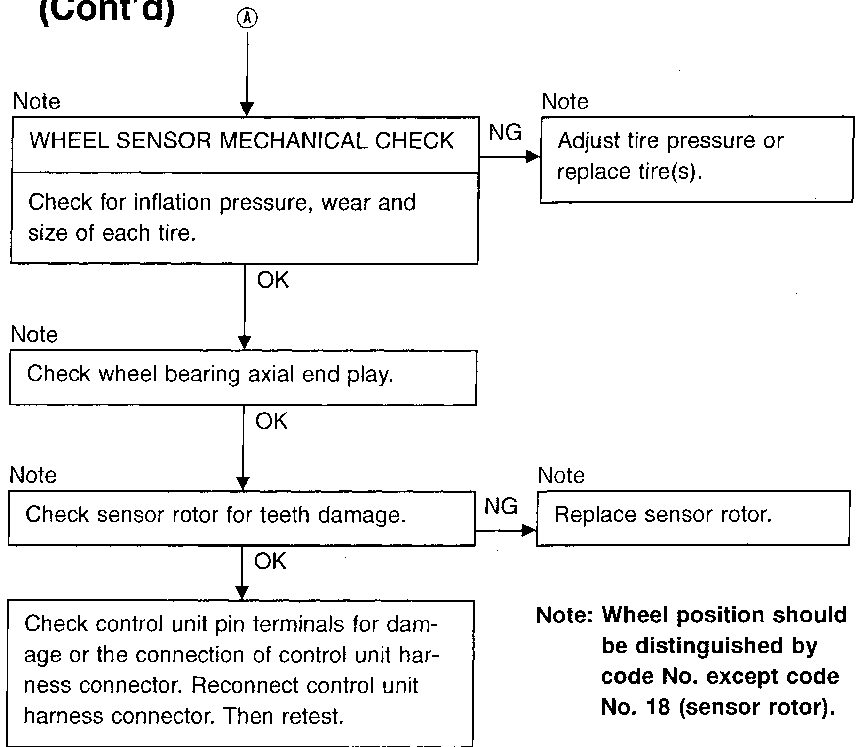 (Cont'd)
Ⓐ
Note
WHEEL SENSOR MECHANICAL CHECK
Check for inflation pressure, wear and
size of each tire.
NG
Note
Adjust tire pressure or
replace tire(s).
OK
Note
Check wheel bearing axial end play.
OK
Note
Check sensor rotor for teeth damage.
NG
Note
Replace sensor rotor.
OK
Check control unit pin terminals for dam-
age or the connection of control unit har-
ness connector. Reconnect control unit
harness connector. Then retest.
Note: Wheel position should
be distinguished by
code No. except code
No. 18 (sensor rotor).